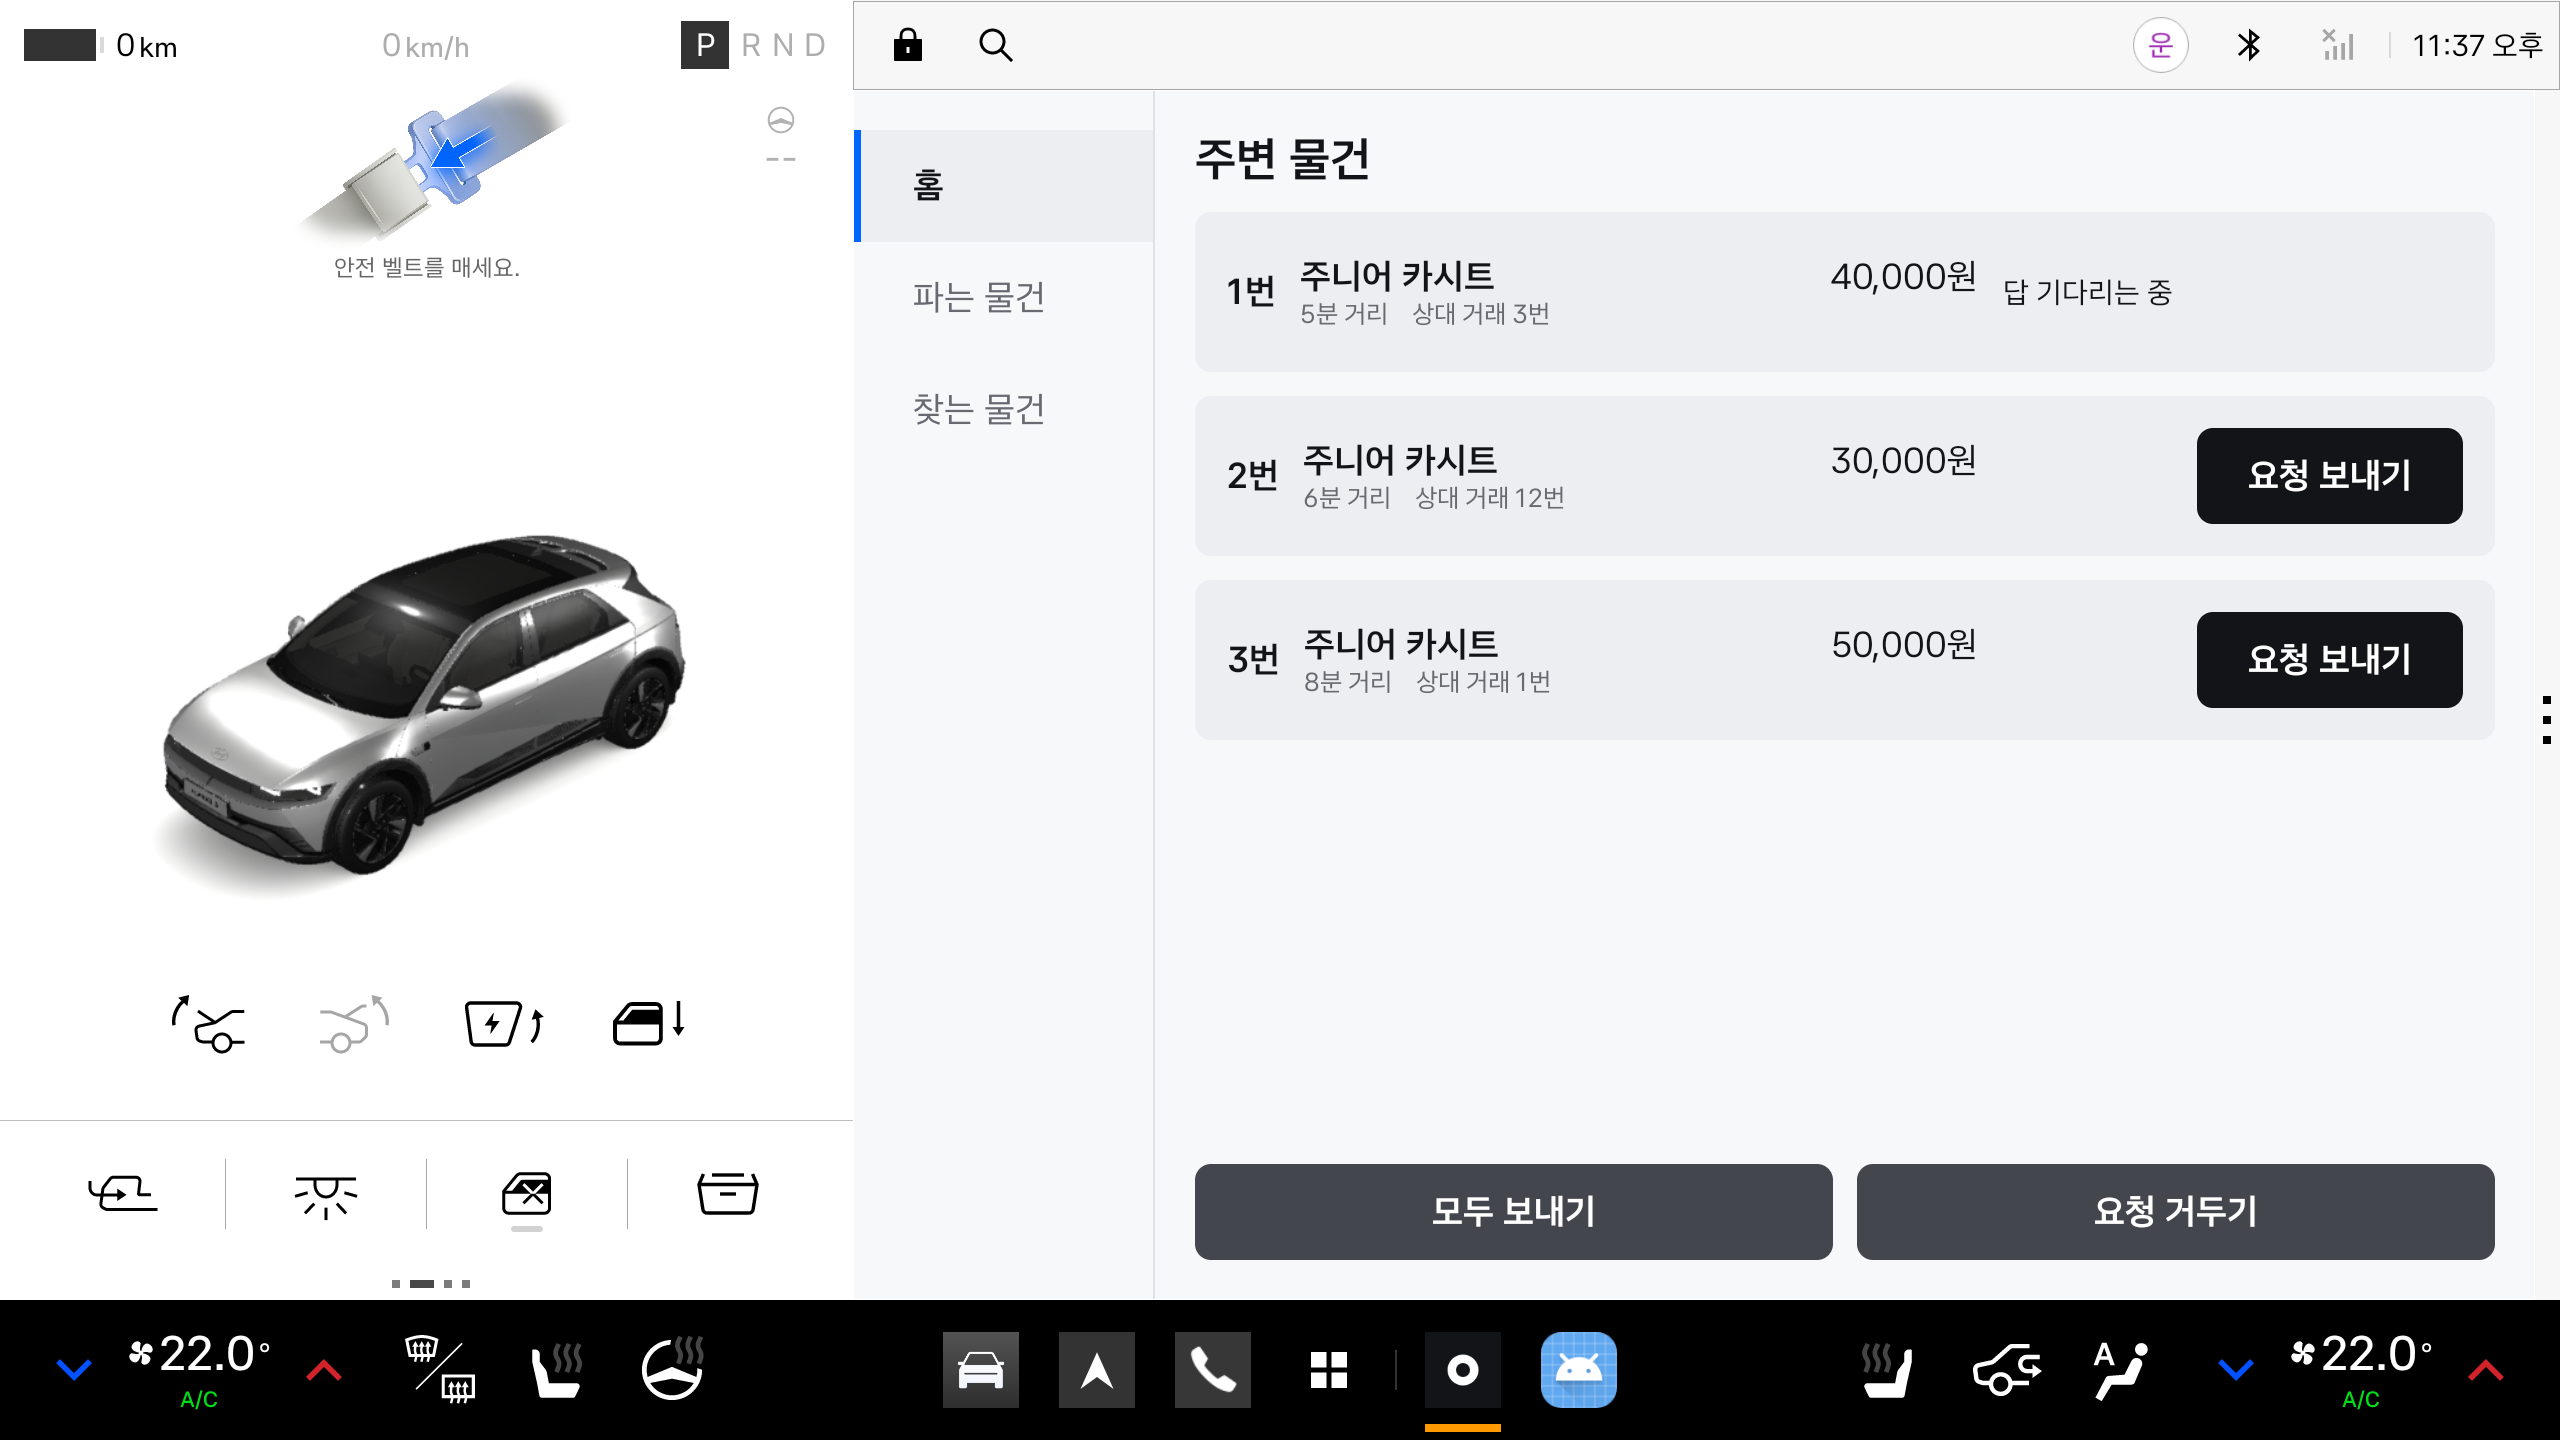 0 km
0 km/h
P R N D
운
11:37 오후
안전 벨트를 매세요.
홈
파는 물건
찾는 물건
주변 물건
1번
주니어 카시트
5분 거리 상대 거래 3번
40,000원
답 기다리는 중
2번
주니어 카시트
6분 거리 상대 거래 12번
30,000원
요청 보내기
3번
주니어 카시트
8분 거리 상대 거래 1번
50,000원
요청 보내기
모두 보내기
요청 거두기
22.0°
A/C
A
22.0°
A/C